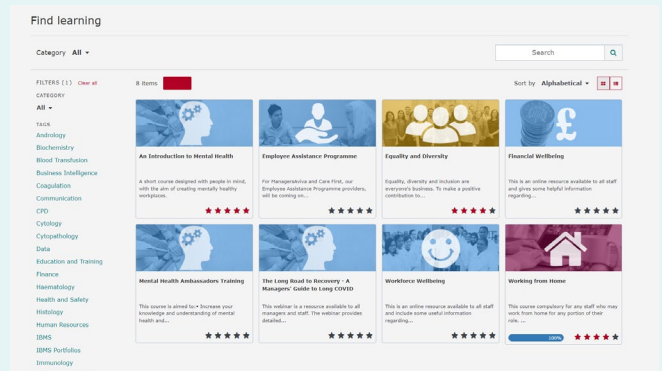 Find learning
Category All
Search
FILTERS (1) Clear all
8 items
Sort by Alphabetical
CATEGORY
All
TAGS
Andrology
Biochemistry
Blood Transfusion
Business Intelligence
Coagulation
Communication
CPD
Cytology
Cytopathology
Data
Education and Training
Finance
Haematology
Health and Safety
Histology
Human Resources
IBMS
IBMS Portfolios
Immunology
An Introduction to Mental Health
A short course designed with people in mind,
with the aim of creating mentally healthy
workplaces.
Employee Assistance Programme
For Managersaviva and Care First, our
Employee Assistance Programme providers,
will be coming on...
Equality and Diversity
Equality, diversity and inclusion are
everyone's business. To make a positive
contribution to...
£
Financial Wellbeing
This is an online resource available to all staff
and gives some helpful information
regarding...
Mental Health Ambassadors Training
This course is aimed to:• Increase your
knowledge and understanding of mental
health and...
The Long Road to Recovery - A
Managers' Guide to Long COVID
This webinar is a resource available to all
managers and staff. The webinar provides
detailed...
Workforce Wellbeing
This is an online resource available to all staff
and include some useful information
regarding...
Working from Home
This course compulsory for any staff who may
work from home for any portion of their
role. ...
100%